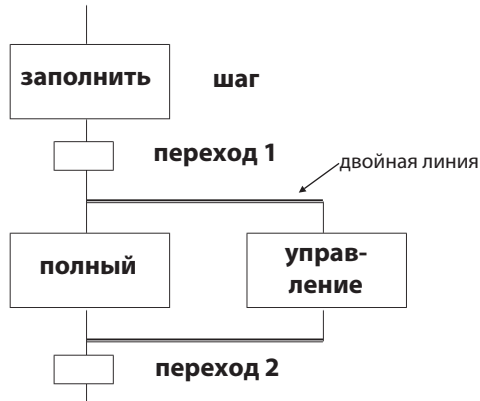 заполнить
шаг
переход 1
двойная линия
полный
управ-
ление
переход 2